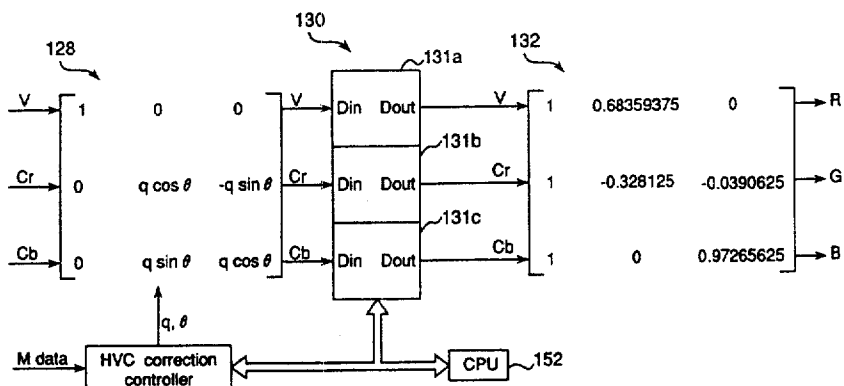 128 130 131a 132
V 1 0 0 V Din Dout V 1 0.68359375 0 R
131b
Cr 0 q cos θ -q sin θ Cr Din Dout Cr 1 -0.328125 -0.0390625 G
131c
Cb 0 q sin θ q cos θ Cb Din Dout Cb 1 0 0.97265625 B
q, θ
M data HVC correction CPU 152
controller